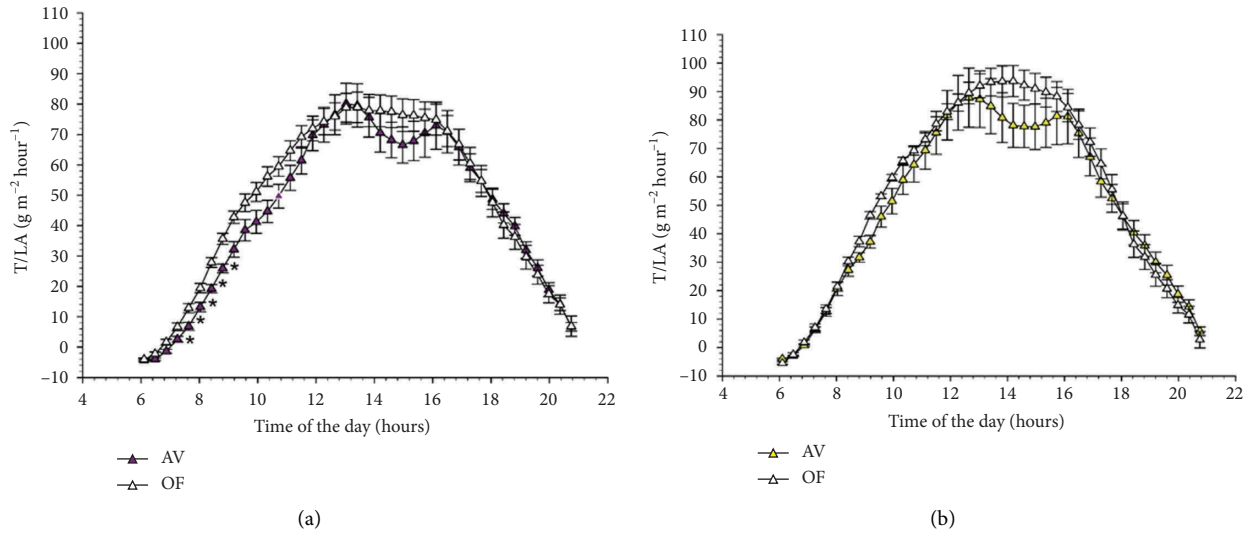 110
100
90
80
70
60
50
40
30
20
10
0
−10
T/LA (g m⁻² hour⁻¹)
4 6 8 10 12 14 16 18 20 22
Time of the day (hours)
* * * * *
AV
OF
(a)
110
100
90
80
70
60
50
40
30
20
10
0
−10
T/LA (g m⁻² hour⁻¹)
4 6 8 10 12 14 16 18 20 22
Time of the day (hours)
AV
OF
(b)